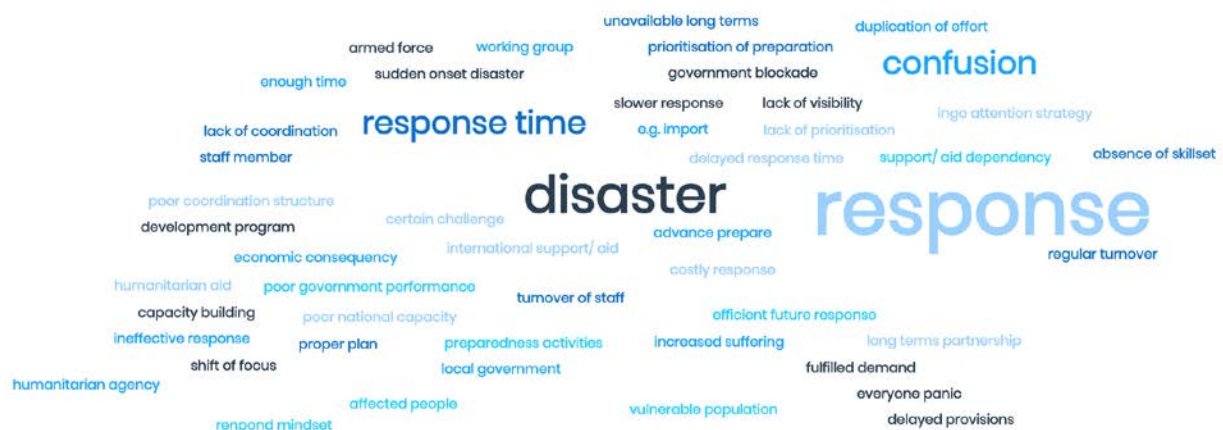 unavailable long terms
duplication of effort
armed force
working group
prioritisation of preparation
confusion
enough time
sudden onset disaster
government blockade
slower response
lack of visibility
ingo attention strategy
lack of coordination
response time
e.g. import
lack of prioritisation
staff member
delayed response time
support/ aid dependency
absence of skillset
disaster
response
poor coordination structure
certain challenge
development program
advance prepare
international support/ aid
regular turnover
economic consequency
costly response
humanitarian aid
poor government performance
turnover of staff
capacity building
poor national capacity
efficient future response
ineffective response
proper plan
preparedness activities
increased suffering
long terms partnership
shift of focus
local government
fulfilled demand
humanitarian agency
everyone panic
affected people
vulnerable population
delayed provisions
renpond mindset